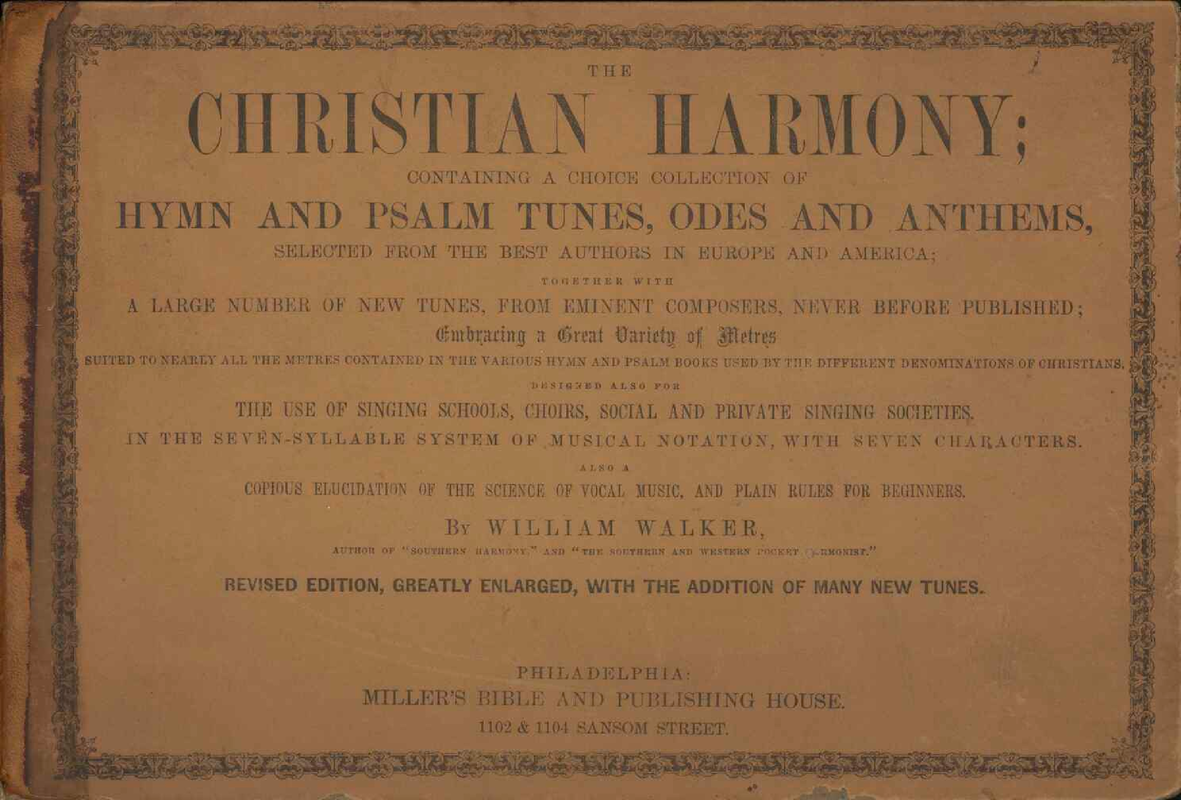 THE
CHRISTIAN HARMONY;
CONTAINING A CHOICE COLLECTION OF
HYMN AND PSALM TUNES, ODES AND ANTHEMS,
SELECTED FROM THE BEST AUTHORS IN EUROPE AND AMERICA;
TOGETHER WITH
A LARGE NUMBER OF NEW TUNES, FROM EMINENT COMPOSERS, NEVER BEFORE PUBLISHED;
Embracing a Great Variety of Metres
SUITED TO NEARLY ALL THE METRES CONTAINED IN THE VARIOUS HYMN AND PSALM BOOKS USED BY THE DIFFERENT DENOMINATIONS OF CHRISTIANS.
DESIGNED ALSO FOR
THE USE OF SINGING SCHOOLS, CHOIRS, SOCIAL AND PRIVATE SINGING SOCIETIES.
IN THE SEVEN-SYLLABLE SYSTEM OF MUSICAL NOTATION, WITH SEVEN CHARACTERS.
ALSO A
COPIOUS ELUCIDATION OF THE SCIENCE OF VOCAL MUSIC, AND PLAIN RULES FOR BEGINNERS.
BY WILLIAM WALKER,
AUTHOR OF "SOUTHERN HARMONY," AND "THE SOUTHERN AND WESTERN POCKET
REVISED EDITION, GREATLY ENLARGED, WITH THE ADDITION OF MANY NEW TUNES.
PHILADELPHIA:
MILLER'S BIBLE AND PUBLISHING HOUSE.
1102 & 1104 SANSOM STREET.